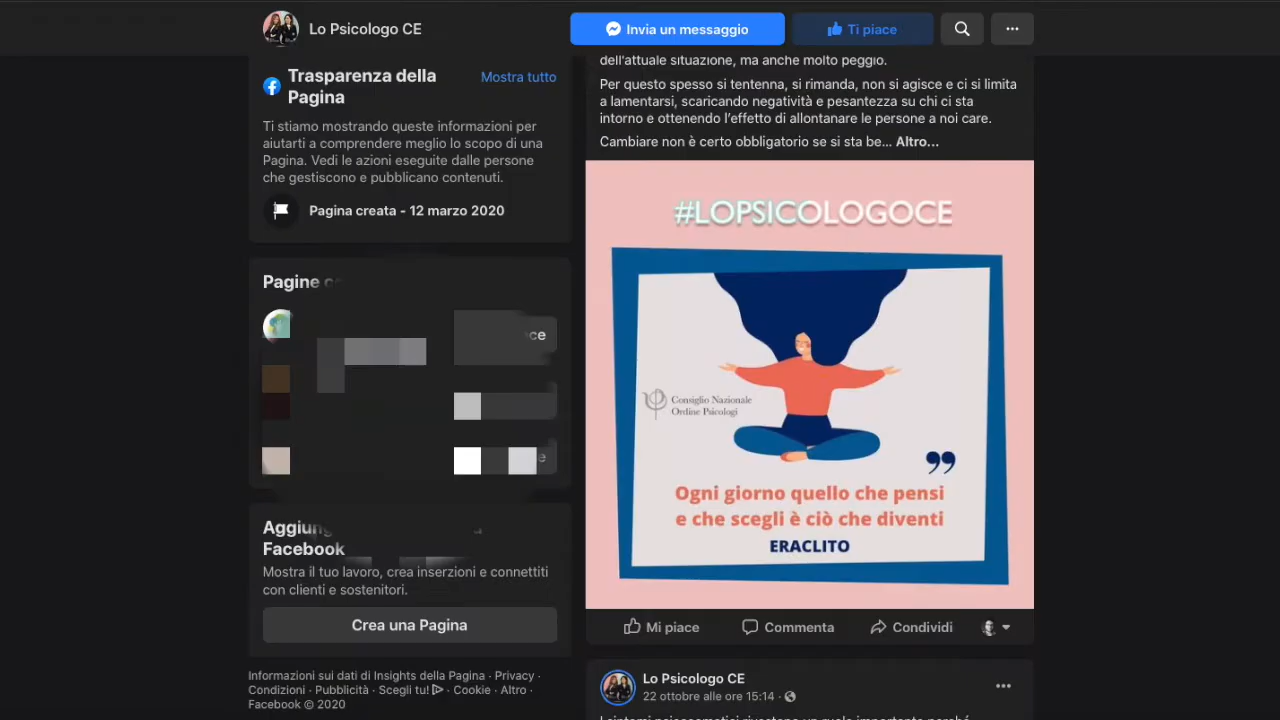 Lo Psicologo CE
Invia un messaggio
Ti piace
Trasparenza della
Pagina
Mostra tutto
Ti stiamo mostrando queste informazioni per
aiutarti a comprendere meglio lo scopo di una
Pagina. Vedi le azioni eseguite dalle persone
che gestiscono e pubblicano contenuti.
Pagina creata - 12 marzo 2020
Pagine
Facebook
Mostra il tuo lavoro, crea inserzioni e connettiti
con clienti e sostenitori.
Crea una Pagina
Informazioni sui dati di Insights della Pagina · Privacy ·
Condizioni · Pubblicità · Scegli tu! · Cookie · Altro ·
Facebook © 2020
dell'attuale situazione, ma anche molto peggio.
Per questo spesso si tentenna, si rimanda, non si agisce e ci si limita
a lamentarsi, scaricando negatività e pesantezza su chi ci sta
intorno e ottenendo l'effetto di allontanare le persone a noi care.
Cambiare non è certo obbligatorio se si sta be... Altro...
#LOPSICOLOGOCE
Consiglio Nazionale
Ordine Psicologi
”
Ogni giorno quello che pensi
e che scegli è ciò che diventi
ERACLITO
Mi piace
Commenta
Condividi
Lo Psicologo CE
22 ottobre alle ore 15:14 ·